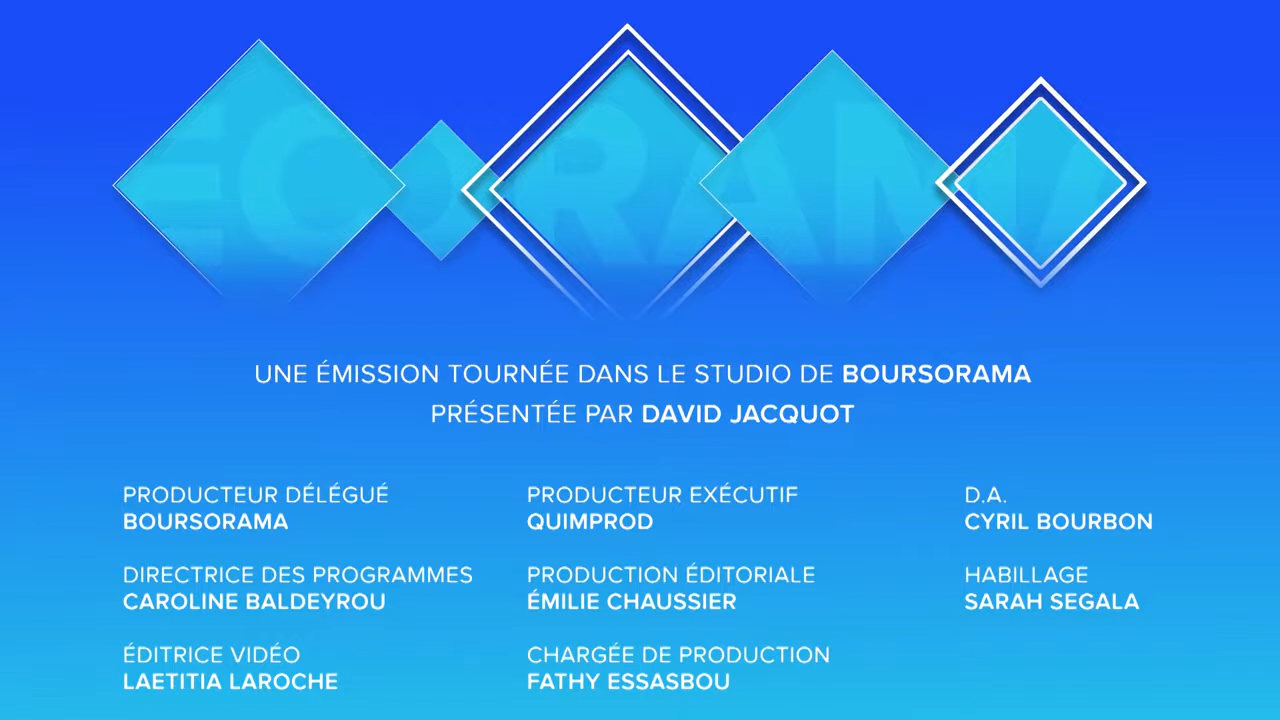 ECORAMA
UNE ÉMISSION TOURNÉE DANS LE STUDIO DE BOURSORAMA
PRÉSENTÉE PAR DAVID JACQUOT
PRODUCTEUR DÉLÉGUÉ
BOURSORAMA
DIRECTRICE DES PROGRAMMES
CAROLINE BALDEYROU
ÉDITRICE VIDÉO
LAETITIA LAROCHE
PRODUCTEUR EXÉCUTIF
QUIMPROD
PRODUCTION ÉDITORIALE
ÉMILIE CHAUSSIER
CHARGÉE DE PRODUCTION
FATHY ESSASBOU
D.A.
CYRIL BOURBON
HABILLAGE
SARAH SEGALA